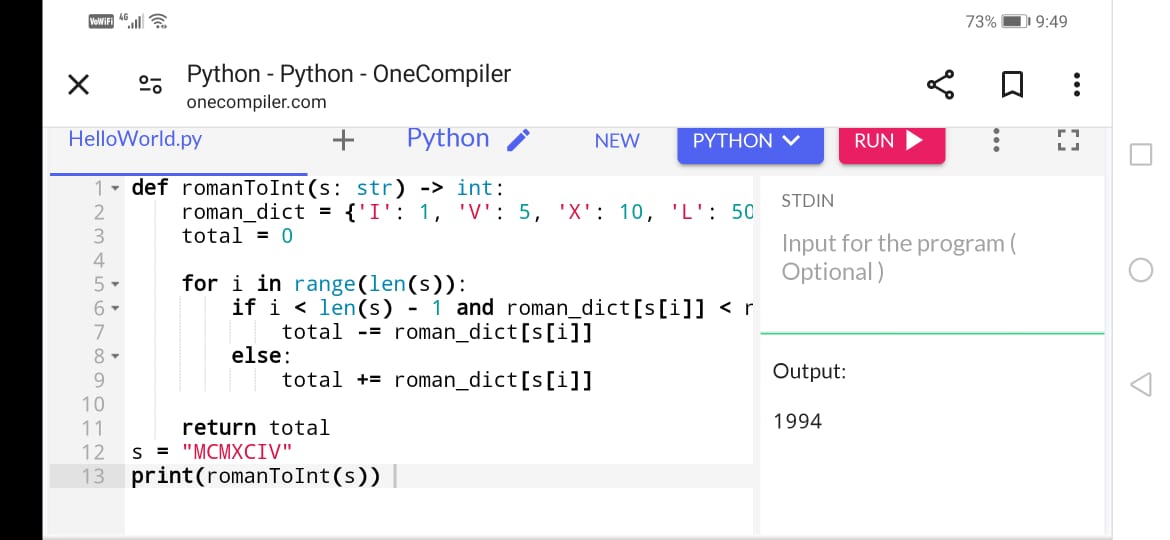 VoWiFi 4G 73% 9:49
Python - Python - OneCompiler
onecompiler.com
HelloWorld.py + Python NEW PYTHON RUN
1 def romanToInt(s: str) -> int:
2 roman_dict = {'I': 1, 'V': 5, 'X': 10, 'L': 50
3 total = 0
4
5 for i in range(len(s)):
6 if i < len(s) - 1 and roman_dict[s[i]] < r
7 total -= roman_dict[s[i]]
8 else:
9 total += roman_dict[s[i]]
10
11 return total
12 s = "MCMXCIV"
13 print(romanToInt(s))
STDIN
Input for the program (
Optional )
Output:
1994